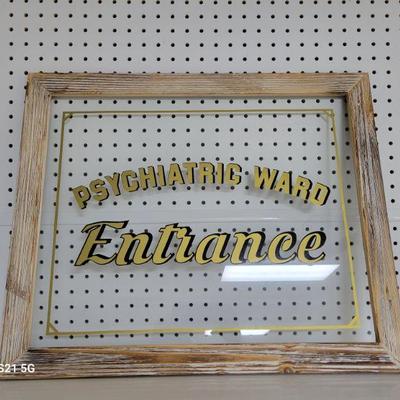 PSYCHIATRIC WARD
Entrance
S21 5G